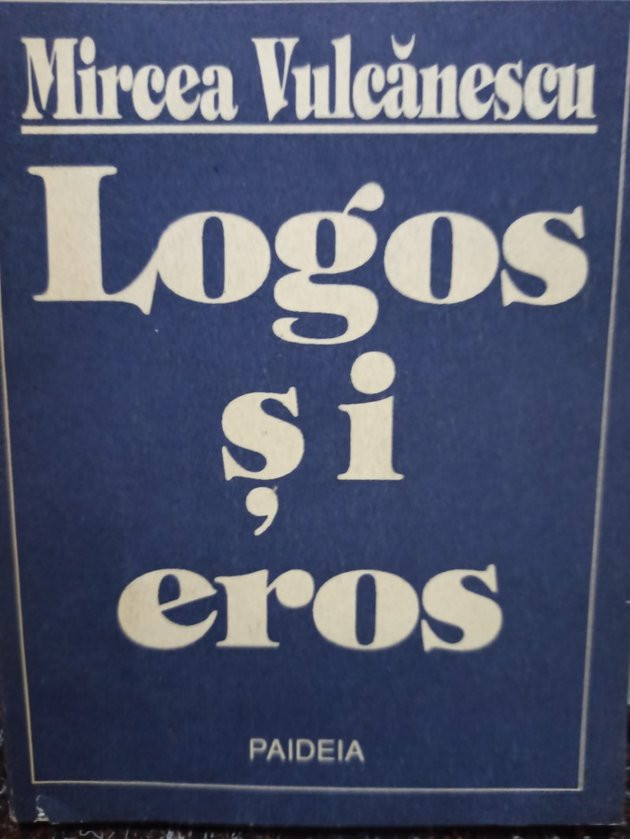 Mircea Vulcănescu
Logos
și
eros
PAIDEIA